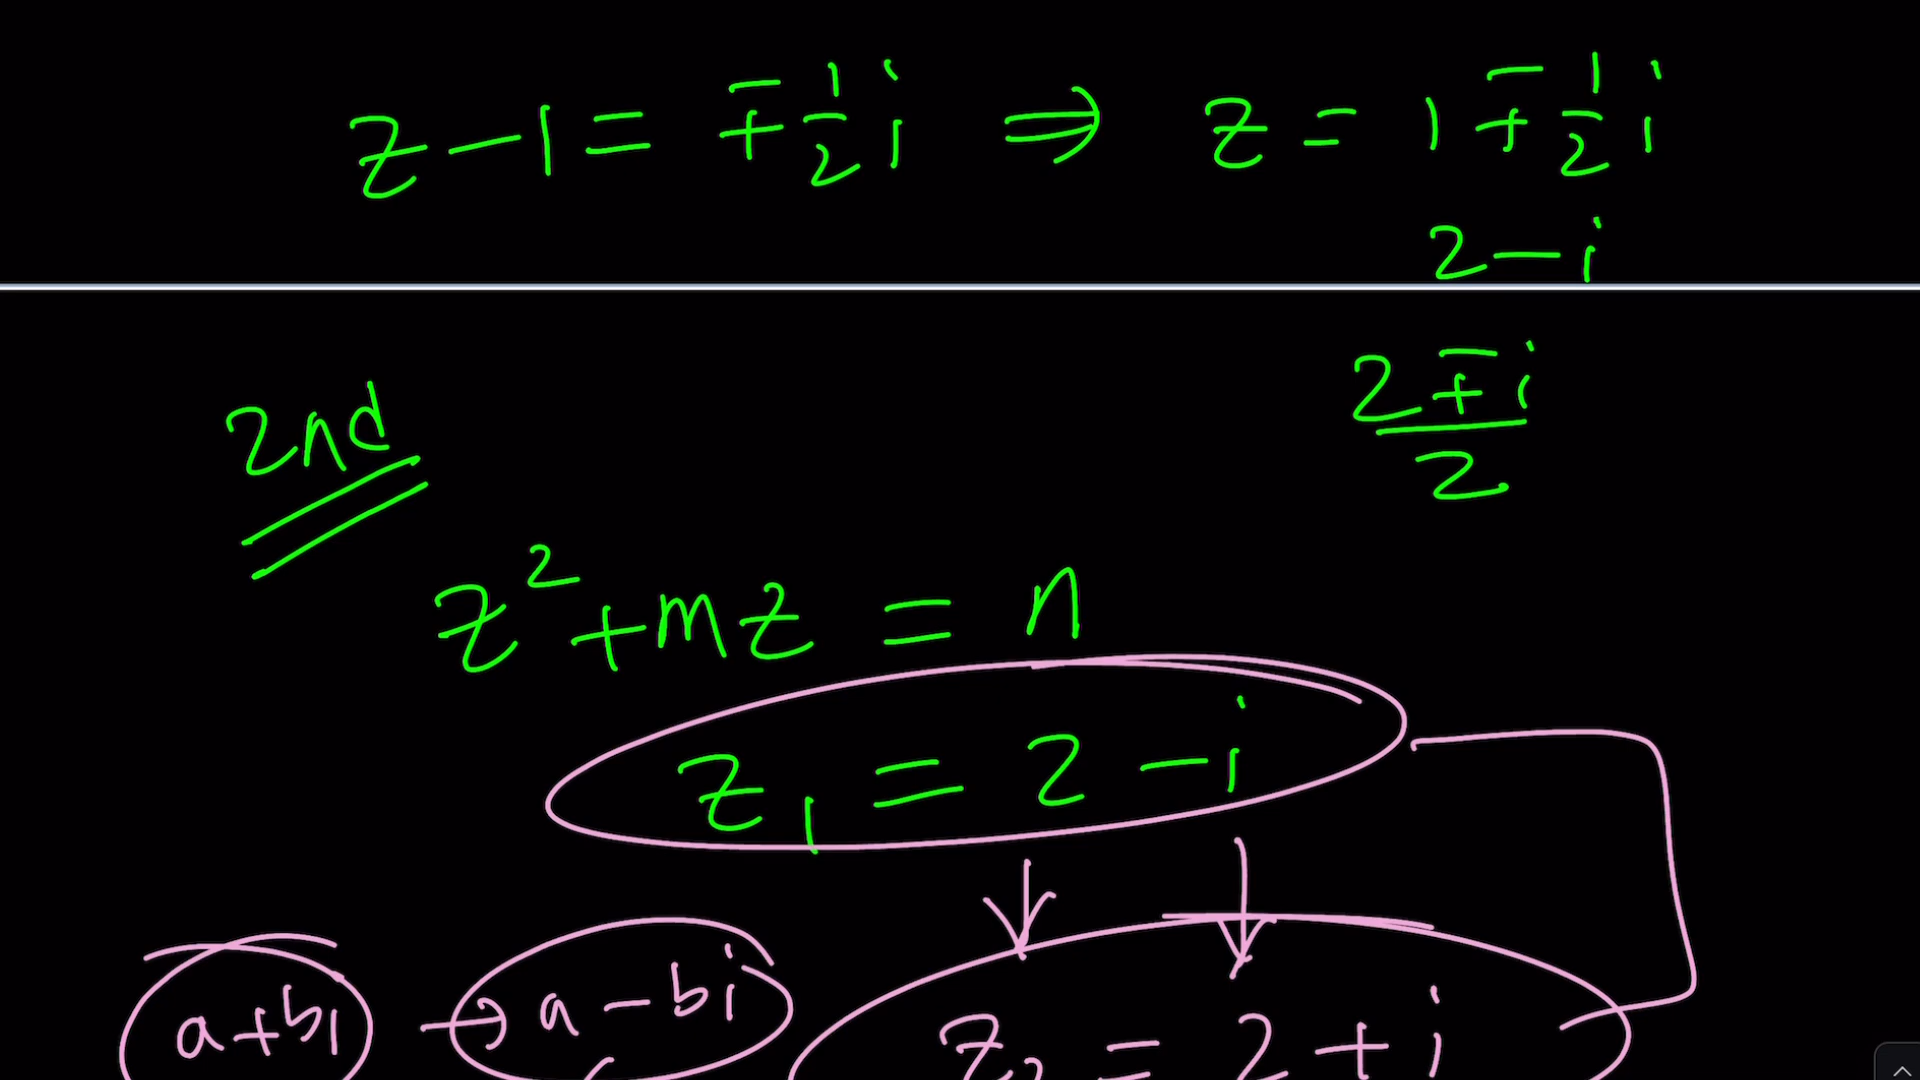 z - 1 = ∓ 1/2 i ⇒ z = 1 ∓ 1/2 i
2 - i
2 ∓ i
2
2nd
z² + mz = n
z₁ = 2 - i
a + bi → a - bi
z₂ = 2 + i